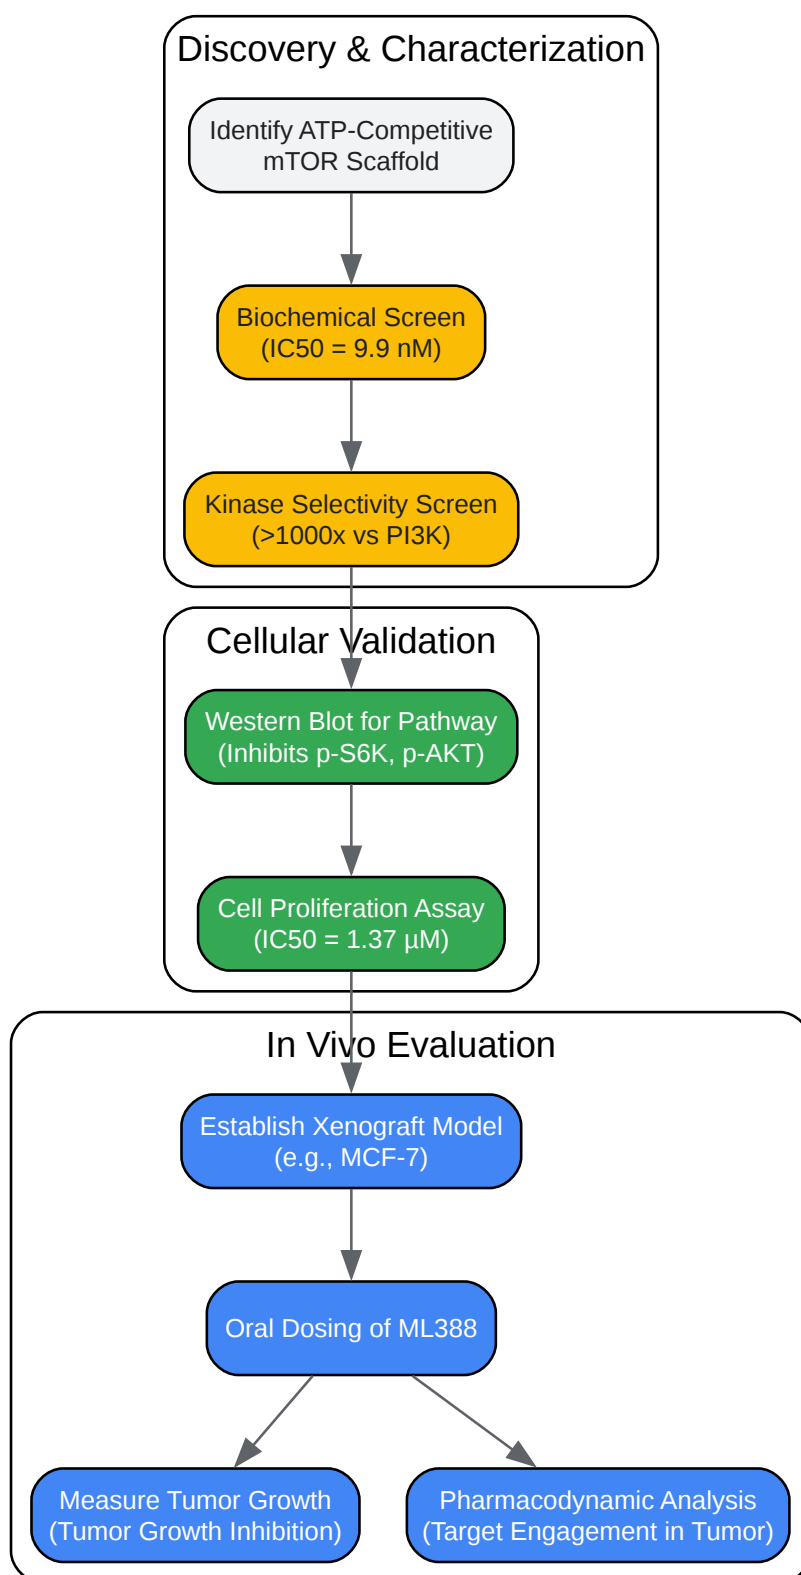 Discovery & Characterization
Identify ATP-Competitive
mTOR Scaffold
Biochemical Screen
(IC50 = 9.9 nM)
Kinase Selectivity Screen
(>1000x vs PI3K)
Cellular Validation
Western Blot for Pathway
(Inhibits p-S6K, p-AKT)
Cell Proliferation Assay
(IC50 = 1.37 µM)
In Vivo Evaluation
Establish Xenograft Model
(e.g., MCF-7)
Oral Dosing of ML388
Measure Tumor Growth
(Tumor Growth Inhibition)
Pharmacodynamic Analysis
(Target Engagement in Tumor)